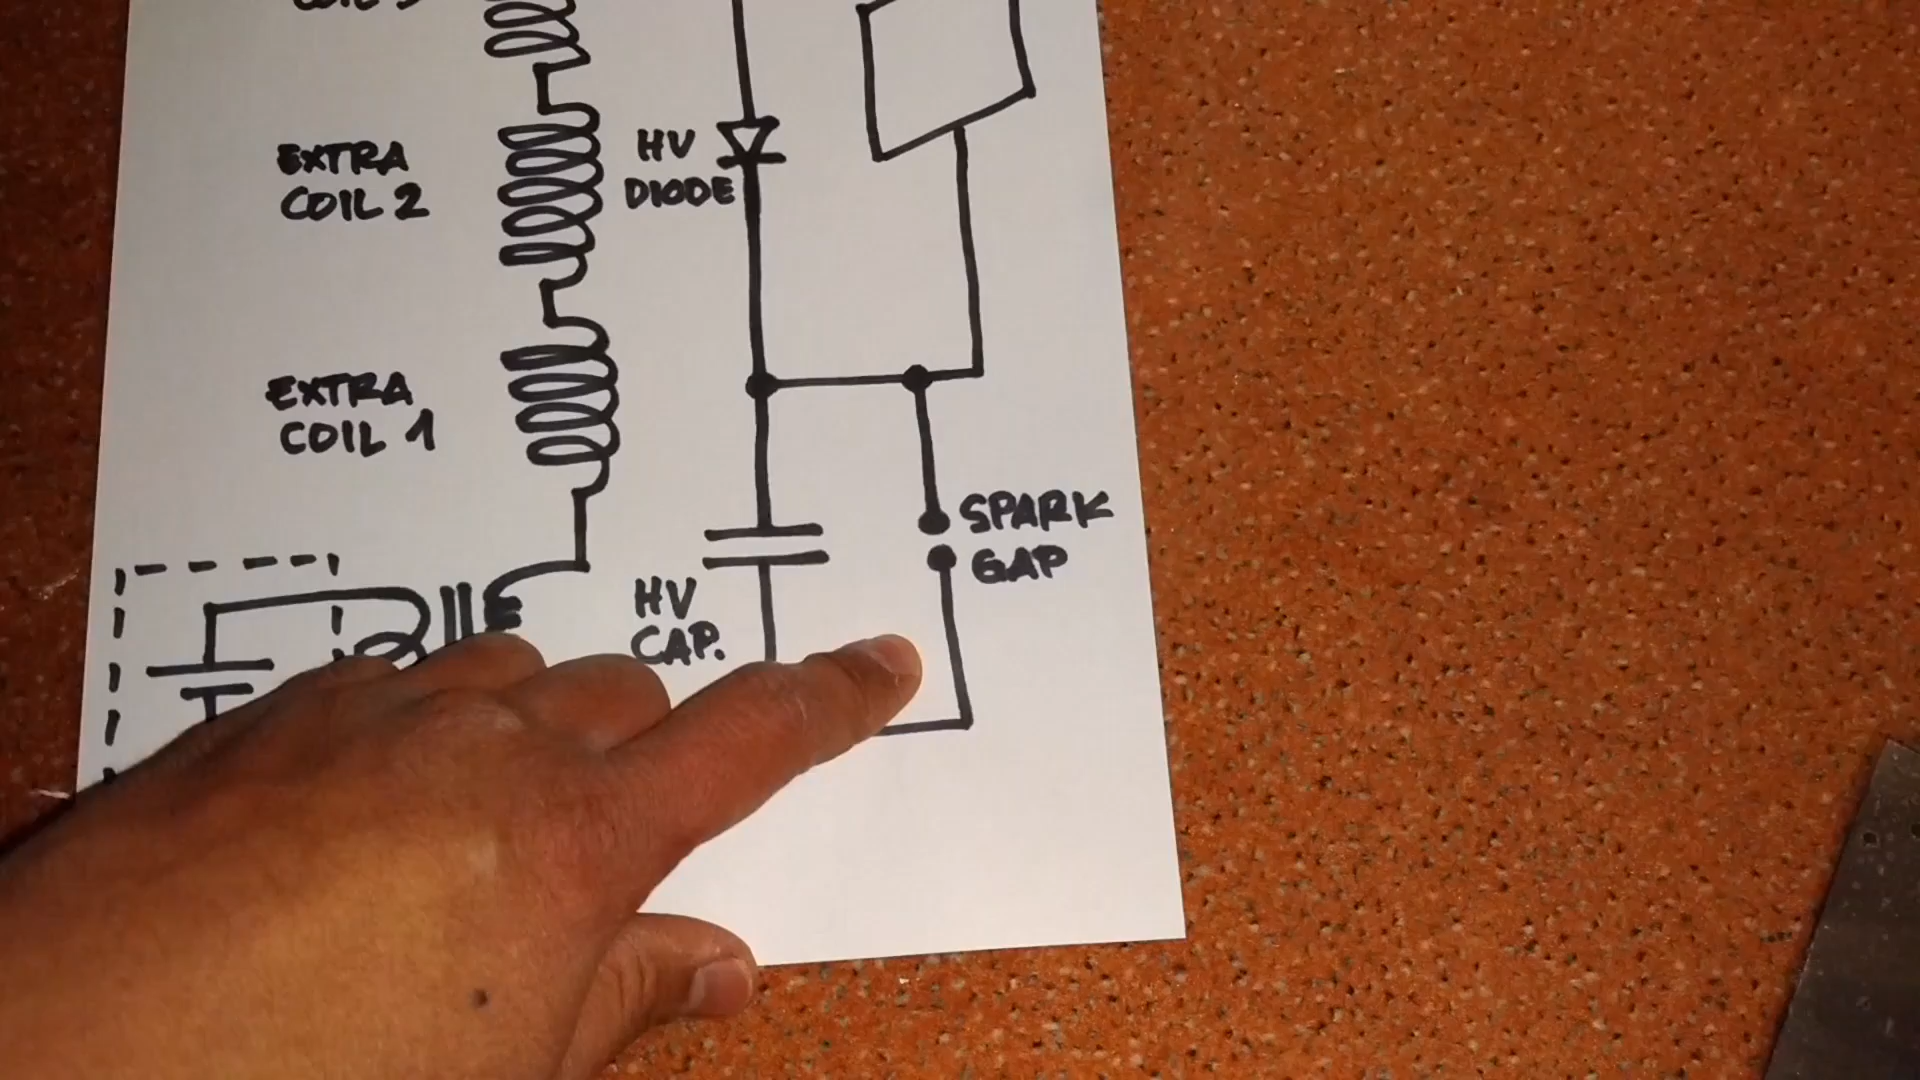 EXTRA
COIL 2
HV
DIODE
EXTRA
COIL 1
SPARK
GAP
HV
CAP.